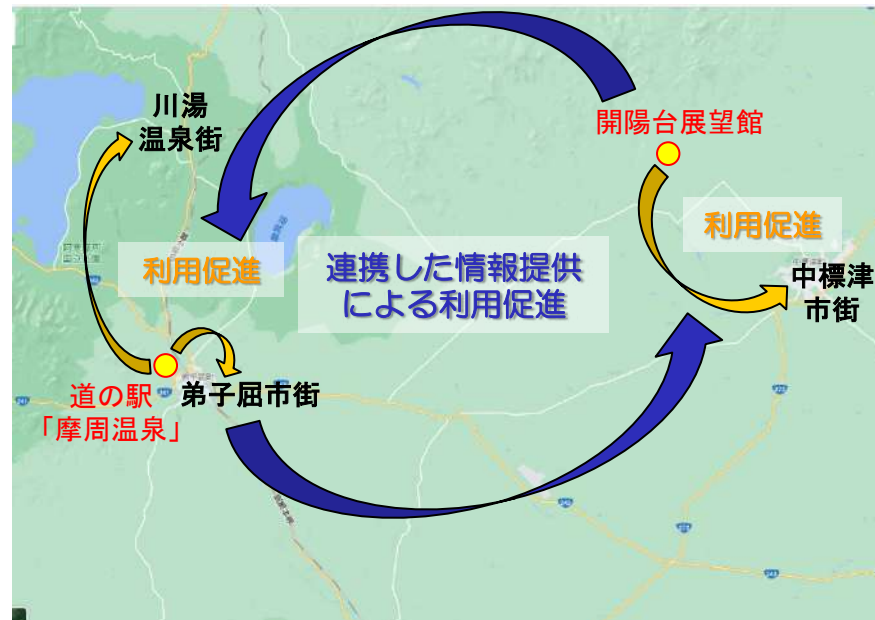 川湯
温泉街
開陽台展望館
利用促進
利用促進
連携した情報提供
による利用促進
中標津
市街
道の駅
「摩周温泉」
弟子屈市街
241
243